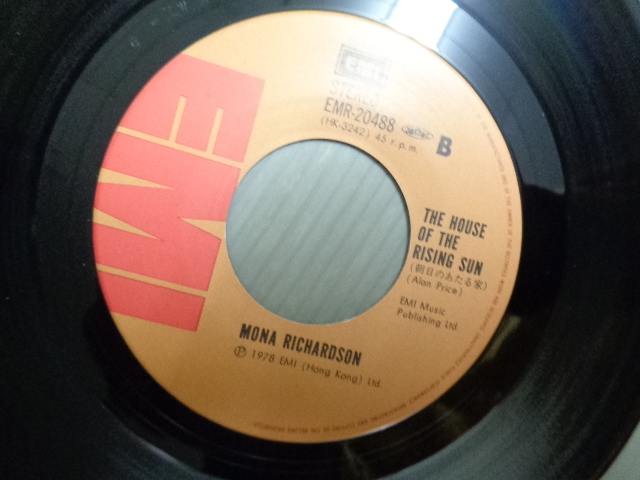 EMI
EMI
STEREO
EMR-20488
(HK-3242) 45 r.p.m.
B
THE HOUSE
OF THE
RISING SUN
(朝日のあたる家)
(Alan Price)
EMI Music
Publishing Ltd.
MONA RICHARDSON
Ⓟ 1978 EMI (Hong Kong) Ltd.